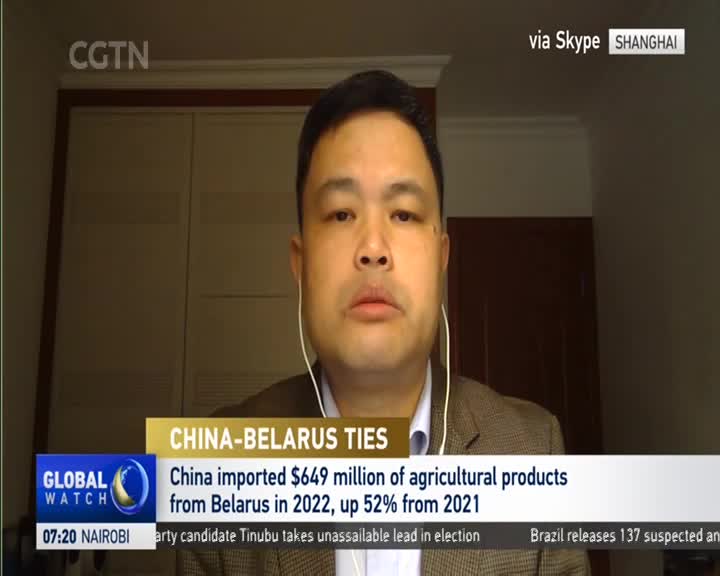 CGTN
via Skype SHANGHAI
CHINA-BELARUS TIES
GLOBAL
WATCH
China imported $649 million of agricultural products
from Belarus in 2022, up 52% from 2021
07:20 NAIROBI
arty candidate Tinubu takes unassailable lead in election Brazil releases 137 suspected an